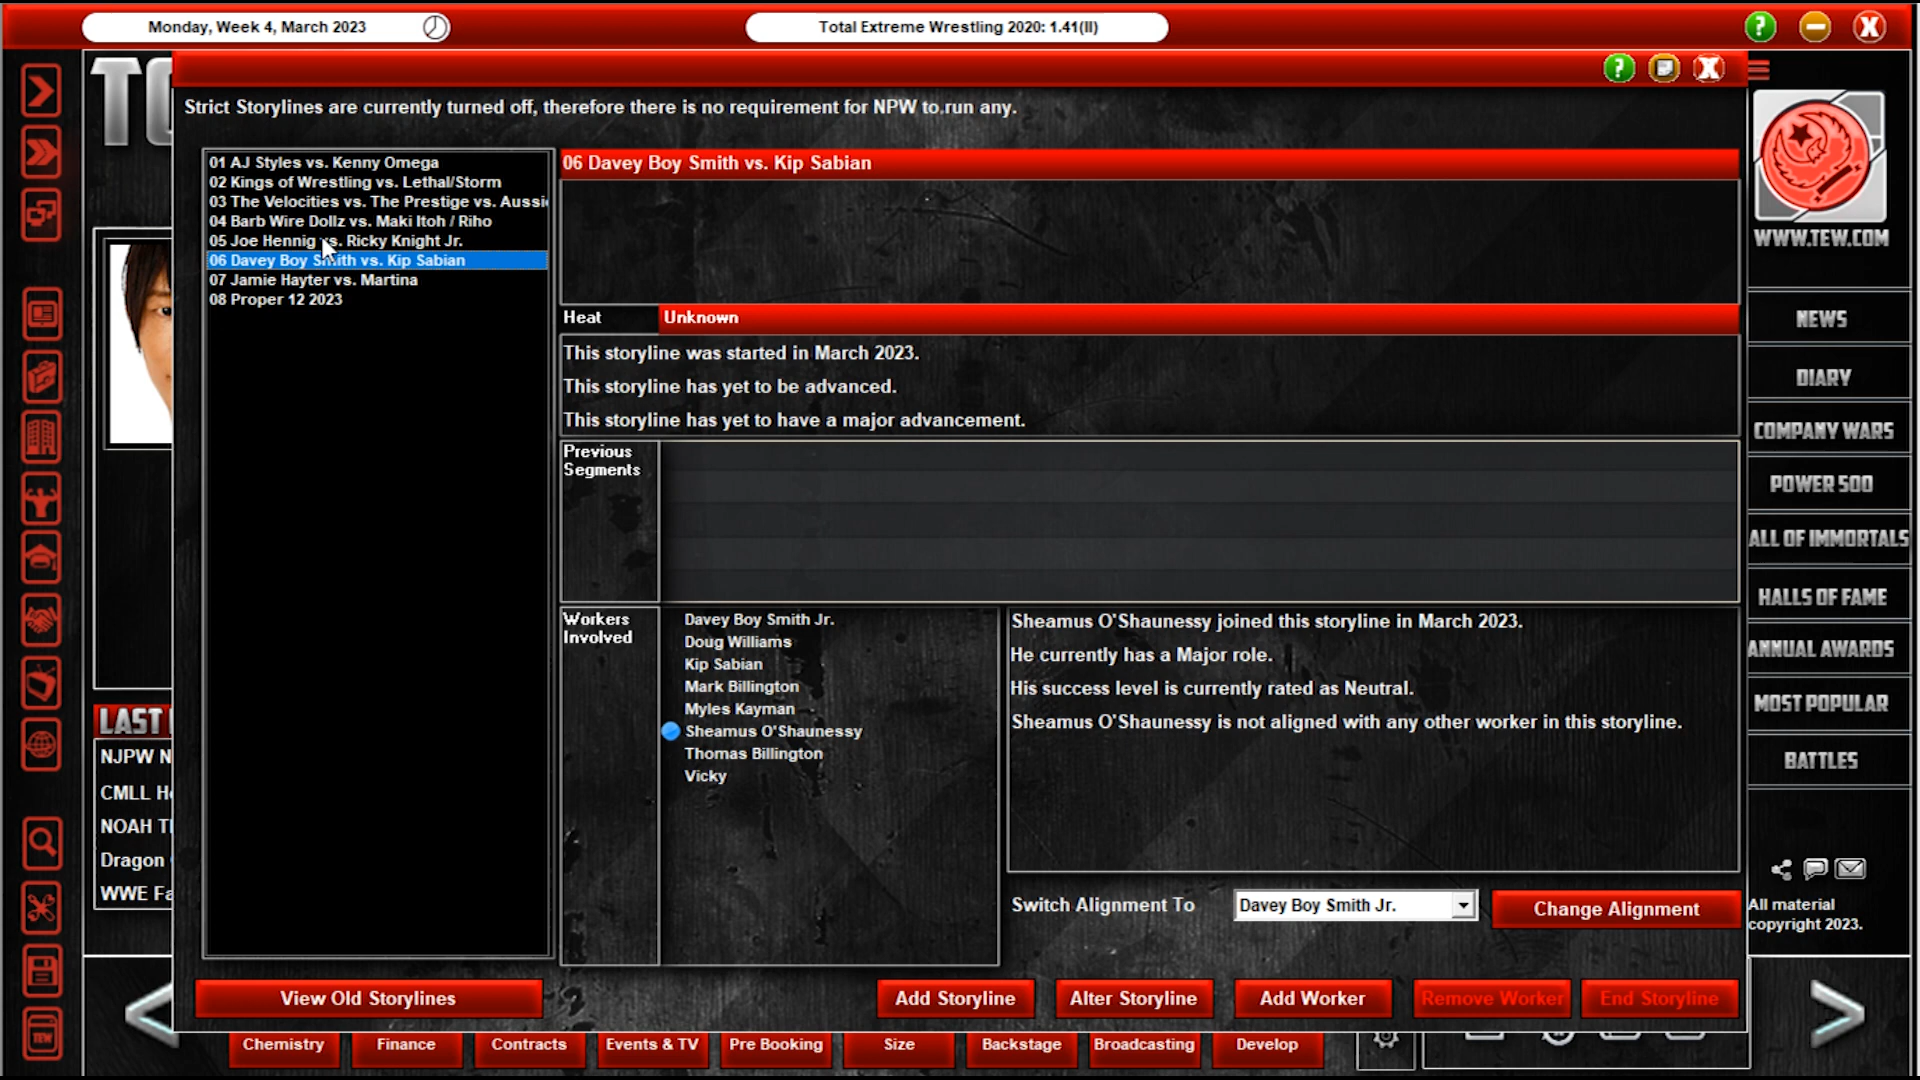 Monday, Week 4, March 2023
Total Extreme Wrestling 2020: 1.41(II)
Strict Storylines are currently turned off, therefore there is no requirement for NPW to run any.
01 AJ Styles vs. Kenny Omega
02 Kings of Wrestling vs. Lethal/Storm
03 The Velocities vs. The Prestige vs. Aussi
04 Barb Wire Dollz vs. Maki Itoh / Riho
05 Joe Hennig vs. Ricky Knight Jr.
06 Davey Boy Smith vs. Kip Sabian
07 Jamie Hayter vs. Martina
08 Proper 12 2023
View Old Storylines
06 Davey Boy Smith vs. Kip Sabian
Heat
Unknown
This storyline was started in March 2023.
This storyline has yet to be advanced.
This storyline has yet to have a major advancement.
Previous
Segments
Workers
Involved
Davey Boy Smith Jr.
Doug Williams
Kip Sabian
Mark Billington
Myles Kayman
Sheamus O'Shaunessy
Thomas Billington
Vicky
Sheamus O'Shaunessy joined this storyline in March 2023.
He currently has a Major role.
His success level is currently rated as Neutral.
Sheamus O'Shaunessy is not aligned with any other worker in this storyline.
Switch Alignment To
Davey Boy Smith Jr.
Change Alignment
Add Storyline
Alter Storyline
Add Worker
Remove Worker
End Storyline
LAST
NJPW N
CMLL H
NOAH T
Dragon
WWE Fa
WWW.TEW.COM
NEWS
DIARY
COMPANY WARS
POWER 500
ALL OF IMMORTALS
HALLS OF FAME
ANNUAL AWARDS
MOST POPULAR
BATTLES
All material
copyright 2023.
TEW
Chemistry
Finance
Contracts
Events & TV
Pre Booking
Size
Backstage
Broadcasting
Develop